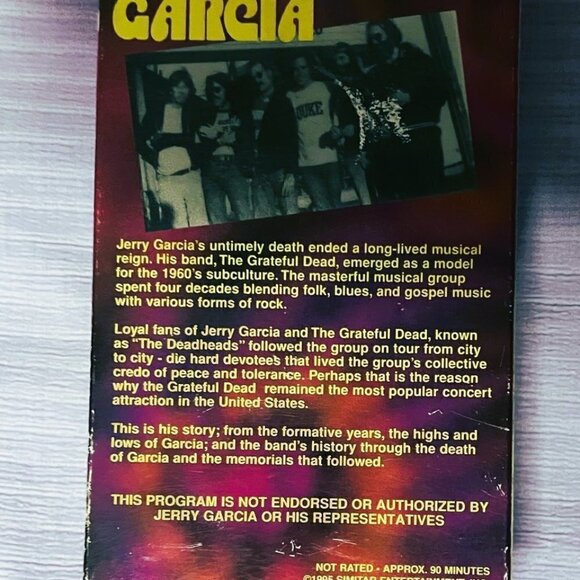 GARCIA
DUKE
Jerry Garcia's untimely death ended a long-lived musical
reign. His band, The Grateful Dead, emerged as a model
for the 1960's subculture. The masterful musical group
spent four decades blending folk, blues, and gospel music
with various forms of rock.
Loyal fans of Jerry Garcia and The Grateful Dead, known
as "The Deadheads" followed the group on tour from city
to city - die hard devotees that lived the group's collective
credo of peace and tolerance. Perhaps that is the reason
why the Grateful Dead remained the most popular concert
attraction in the United States.
This is his story; from the formative years, the highs and
lows of Garcia; and the band's history through the death
of Garcia and the memorials that followed.
THIS PROGRAM IS NOT ENDORSED OR AUTHORIZED BY
JERRY GARCIA OR HIS REPRESENTATIVES
NOT RATED - APPROX. 90 MINUTES
©1995 SIMITAR ENTERTAINMENT